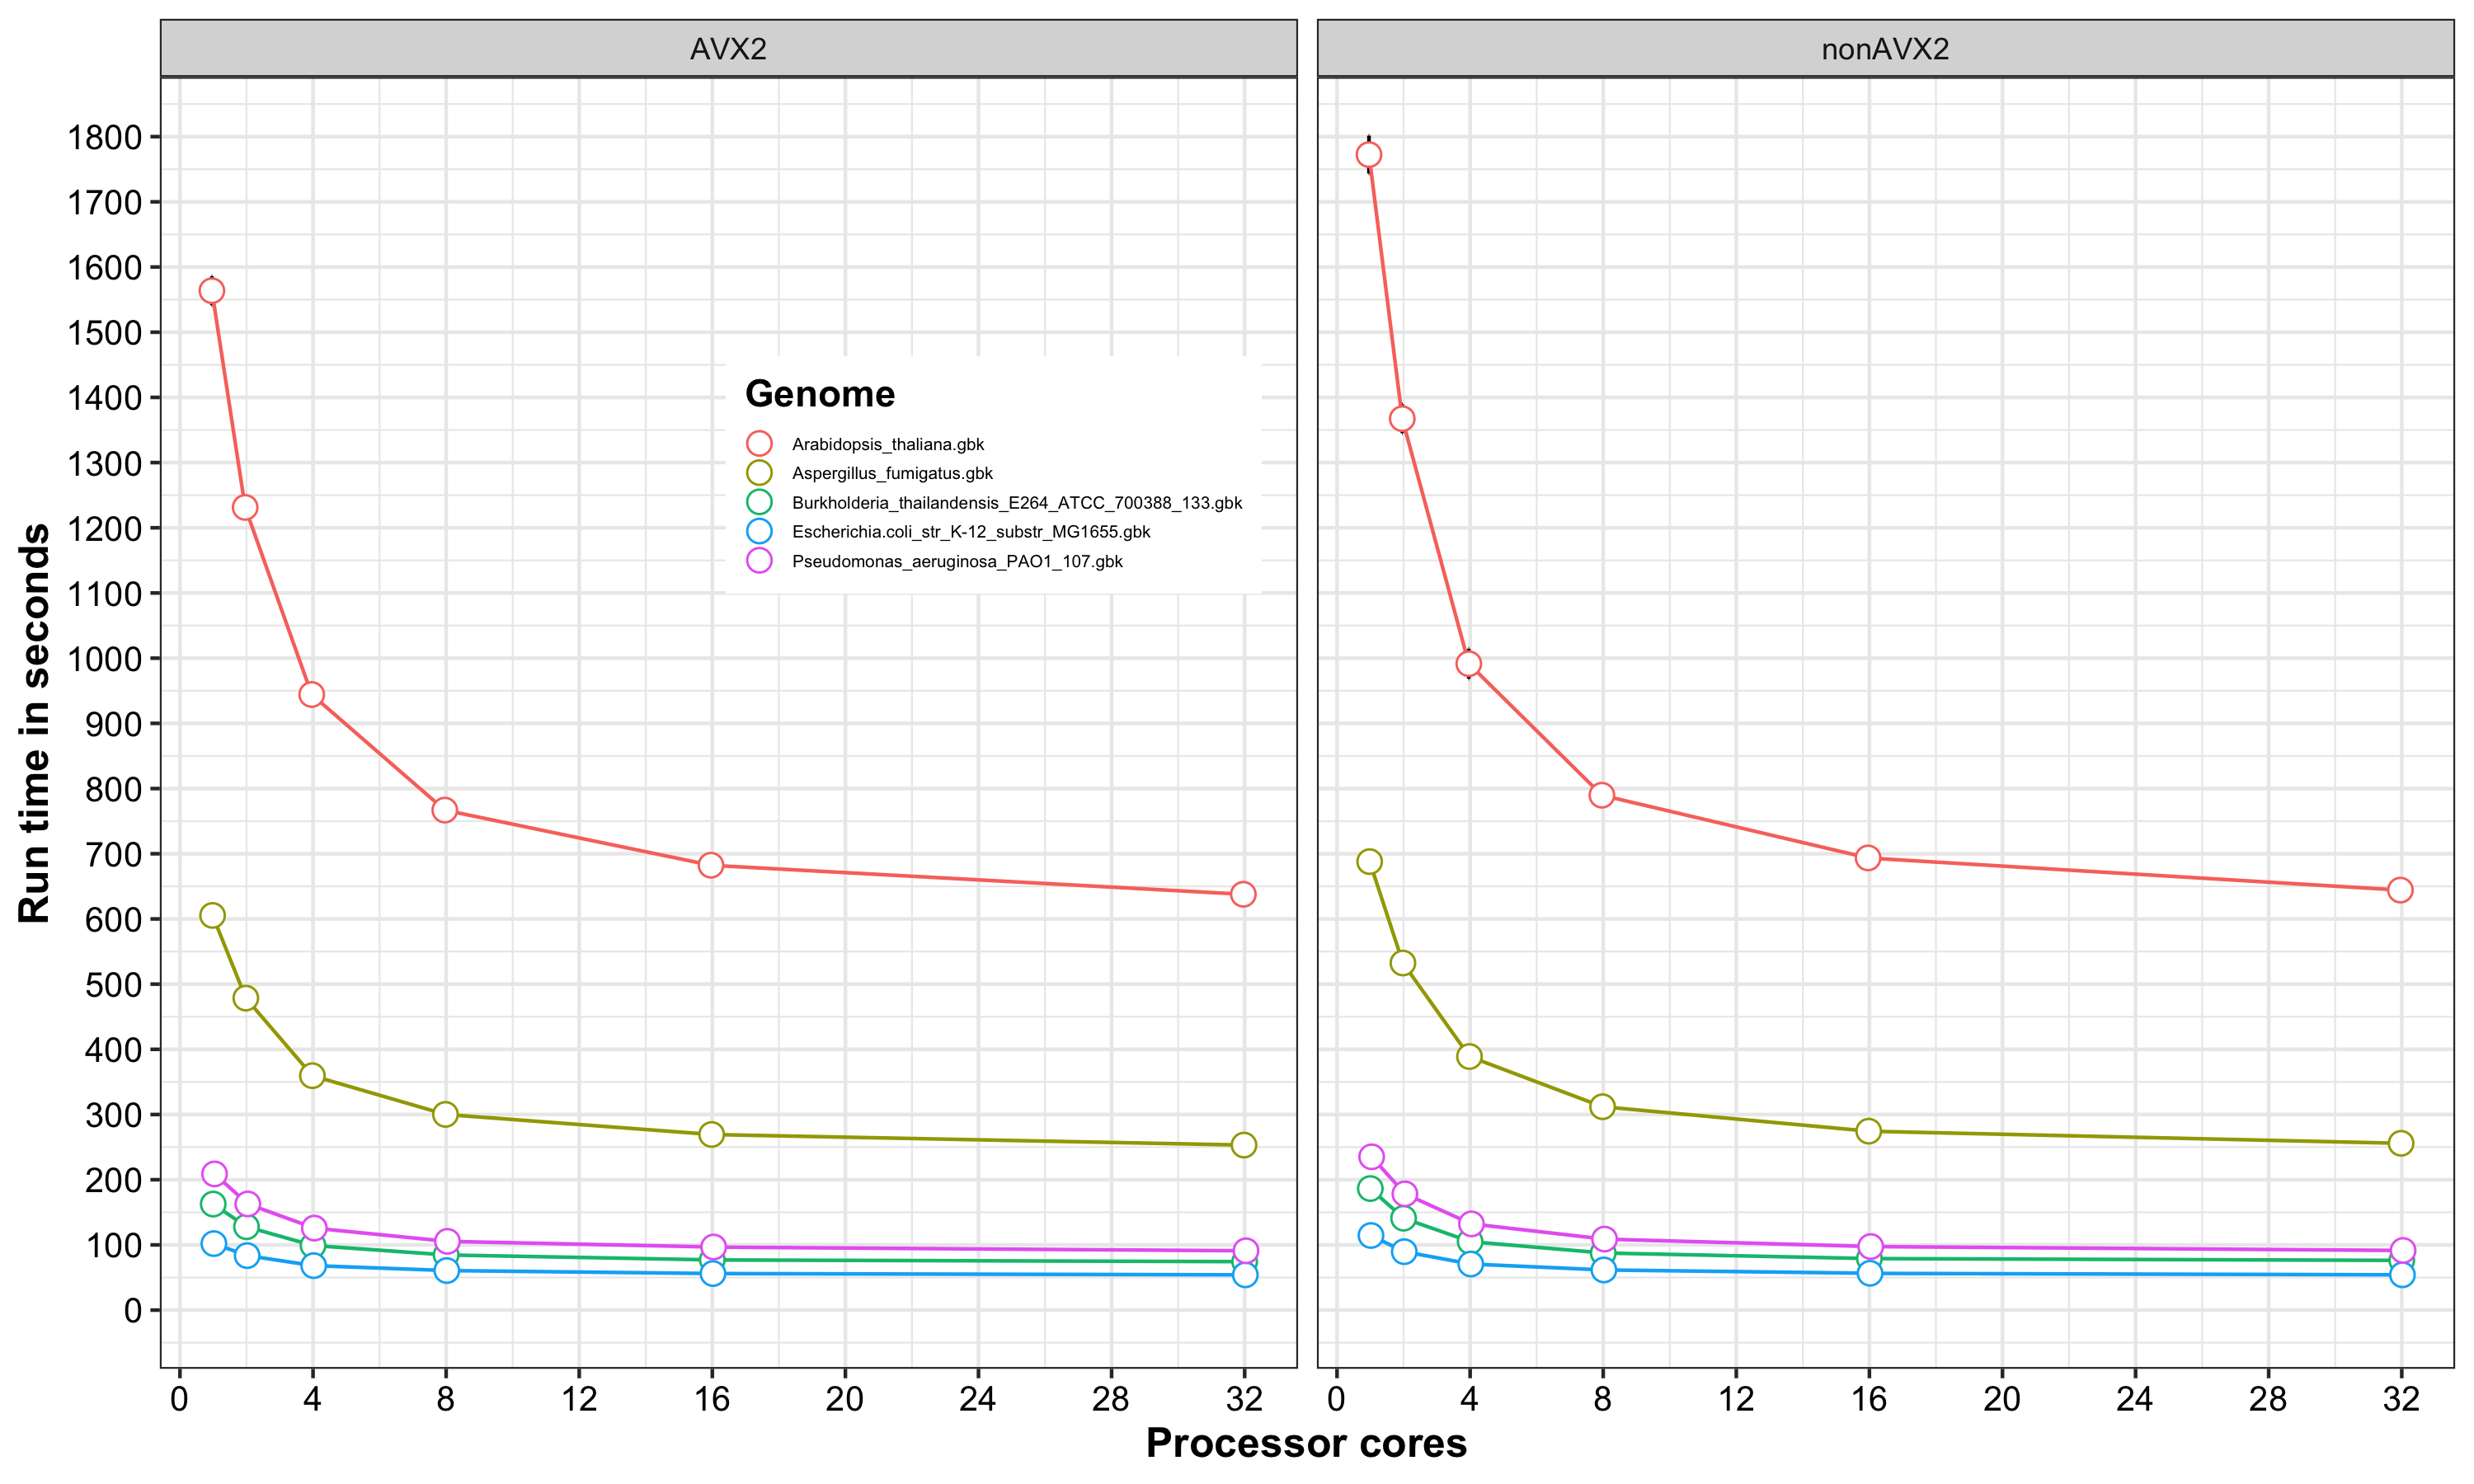 AVX2
nonAVX2
Run time in seconds
1800
1700
1600
1500
1400
1300
1200
1100
1000
900
800
700
600
500
400
300
200
100
0
Genome
Arabidopsis_thaliana.gbk
Aspergillus_fumigatus.gbk
Burkholderia_thailandensis_E264_ATCC_700388_133.gbk
Escherichia.coli_str_K-12_substr_MG1655.gbk
Pseudomonas_aeruginosa_PAO1_107.gbk
0 4 8 12 16 20 24 28 32
0 4 8 12 16 20 24 28 32
Processor cores